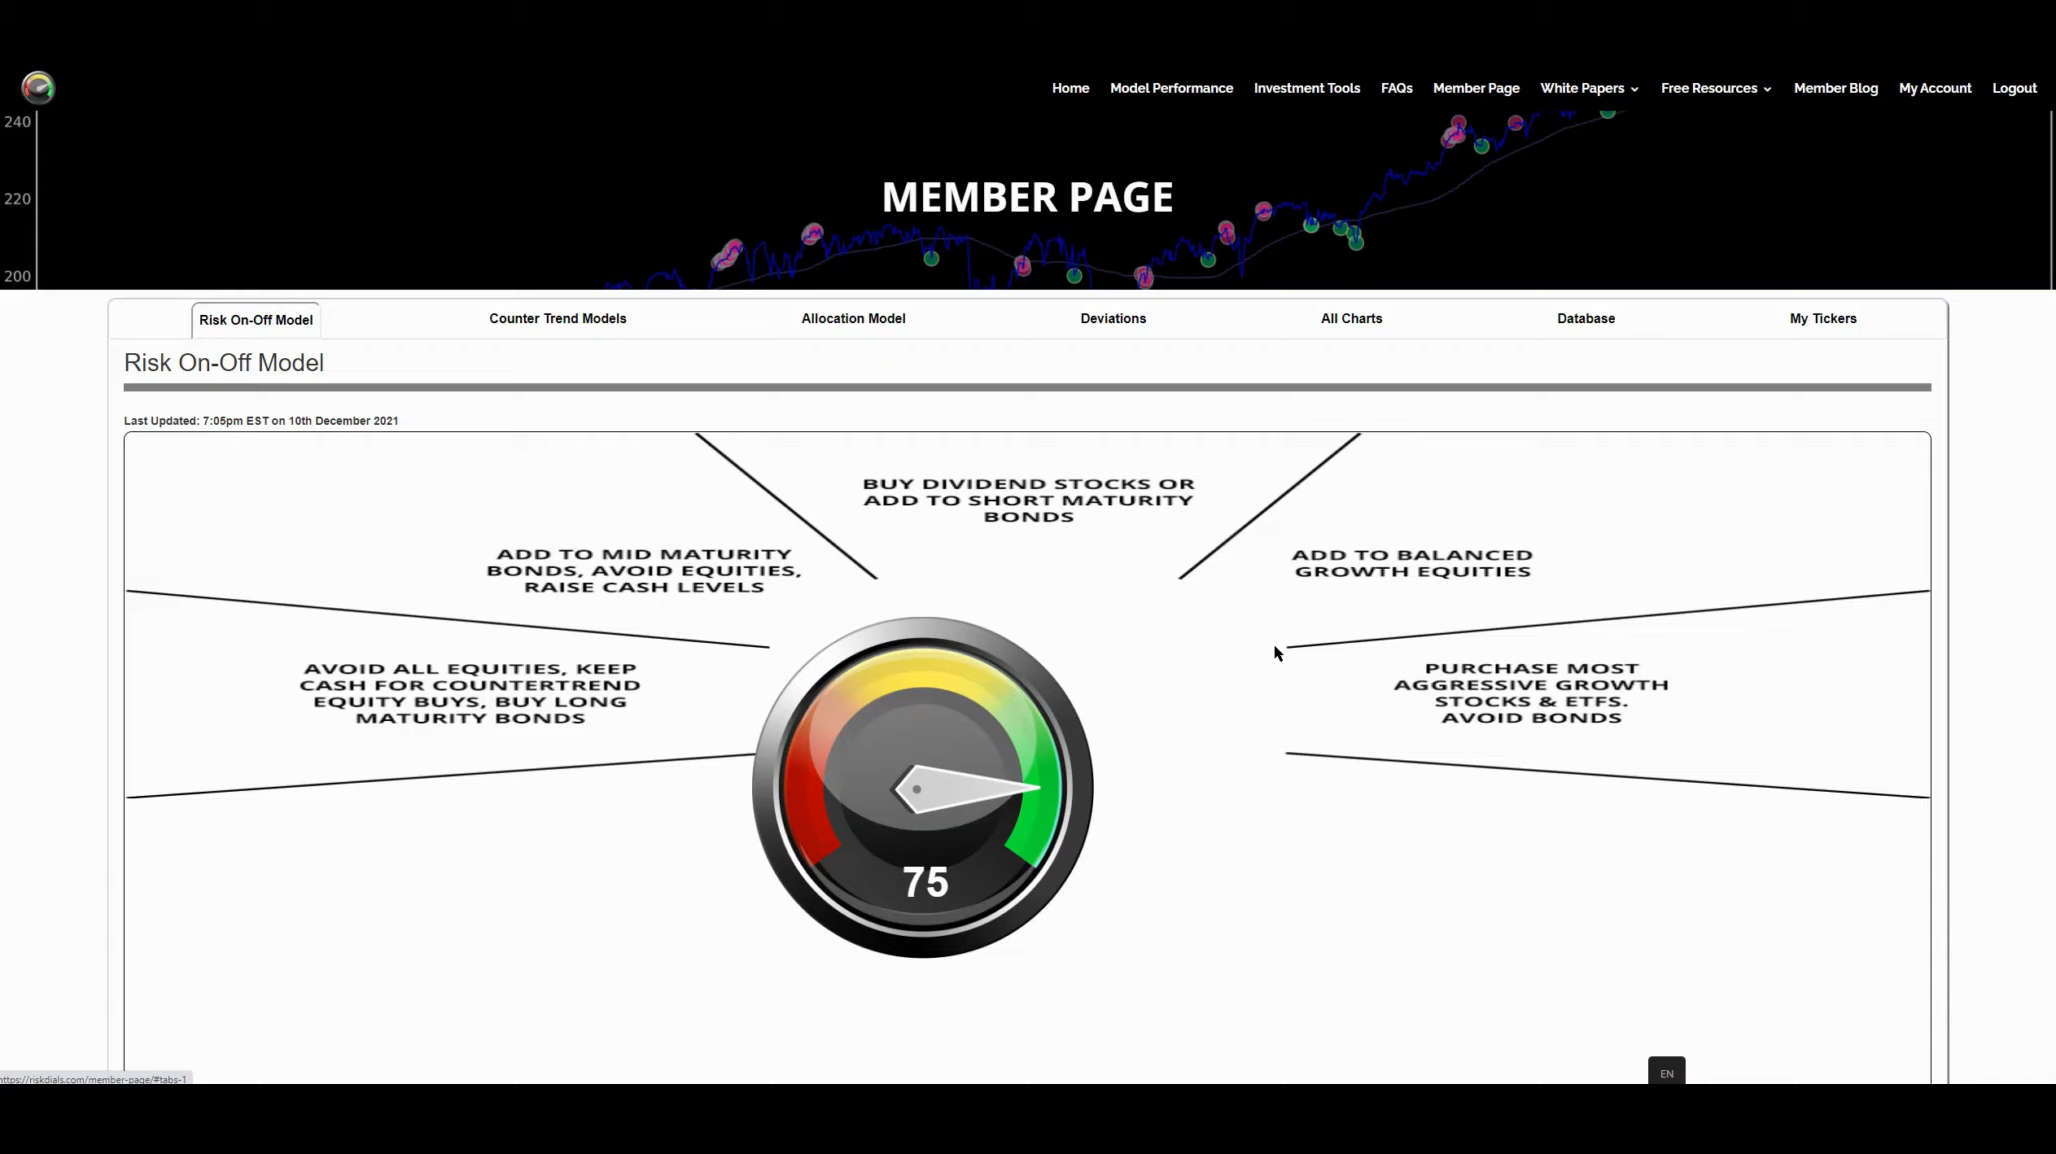 Home Model Performance Investment Tools FAQs Member Page White Papers Free Resources Member Blog My Account Logout
240
220
200
MEMBER PAGE
Risk On-Off Model Counter Trend Models Allocation Model Deviations All Charts Database My Tickers
Risk On-Off Model
Last Updated: 7:05pm EST on 10th December 2021
BUY DIVIDEND STOCKS OR
ADD TO SHORT MATURITY
BONDS
ADD TO MID MATURITY
BONDS, AVOID EQUITIES,
RAISE CASH LEVELS
ADD TO BALANCED
GROWTH EQUITIES
AVOID ALL EQUITIES, KEEP
CASH FOR COUNTERTREND
EQUITY BUYS, BUY LONG
MATURITY BONDS
PURCHASE MOST
AGGRESSIVE GROWTH
STOCKS & ETFS.
AVOID BONDS
75
https://riskdials.com/member-page/#tabs-1
EN